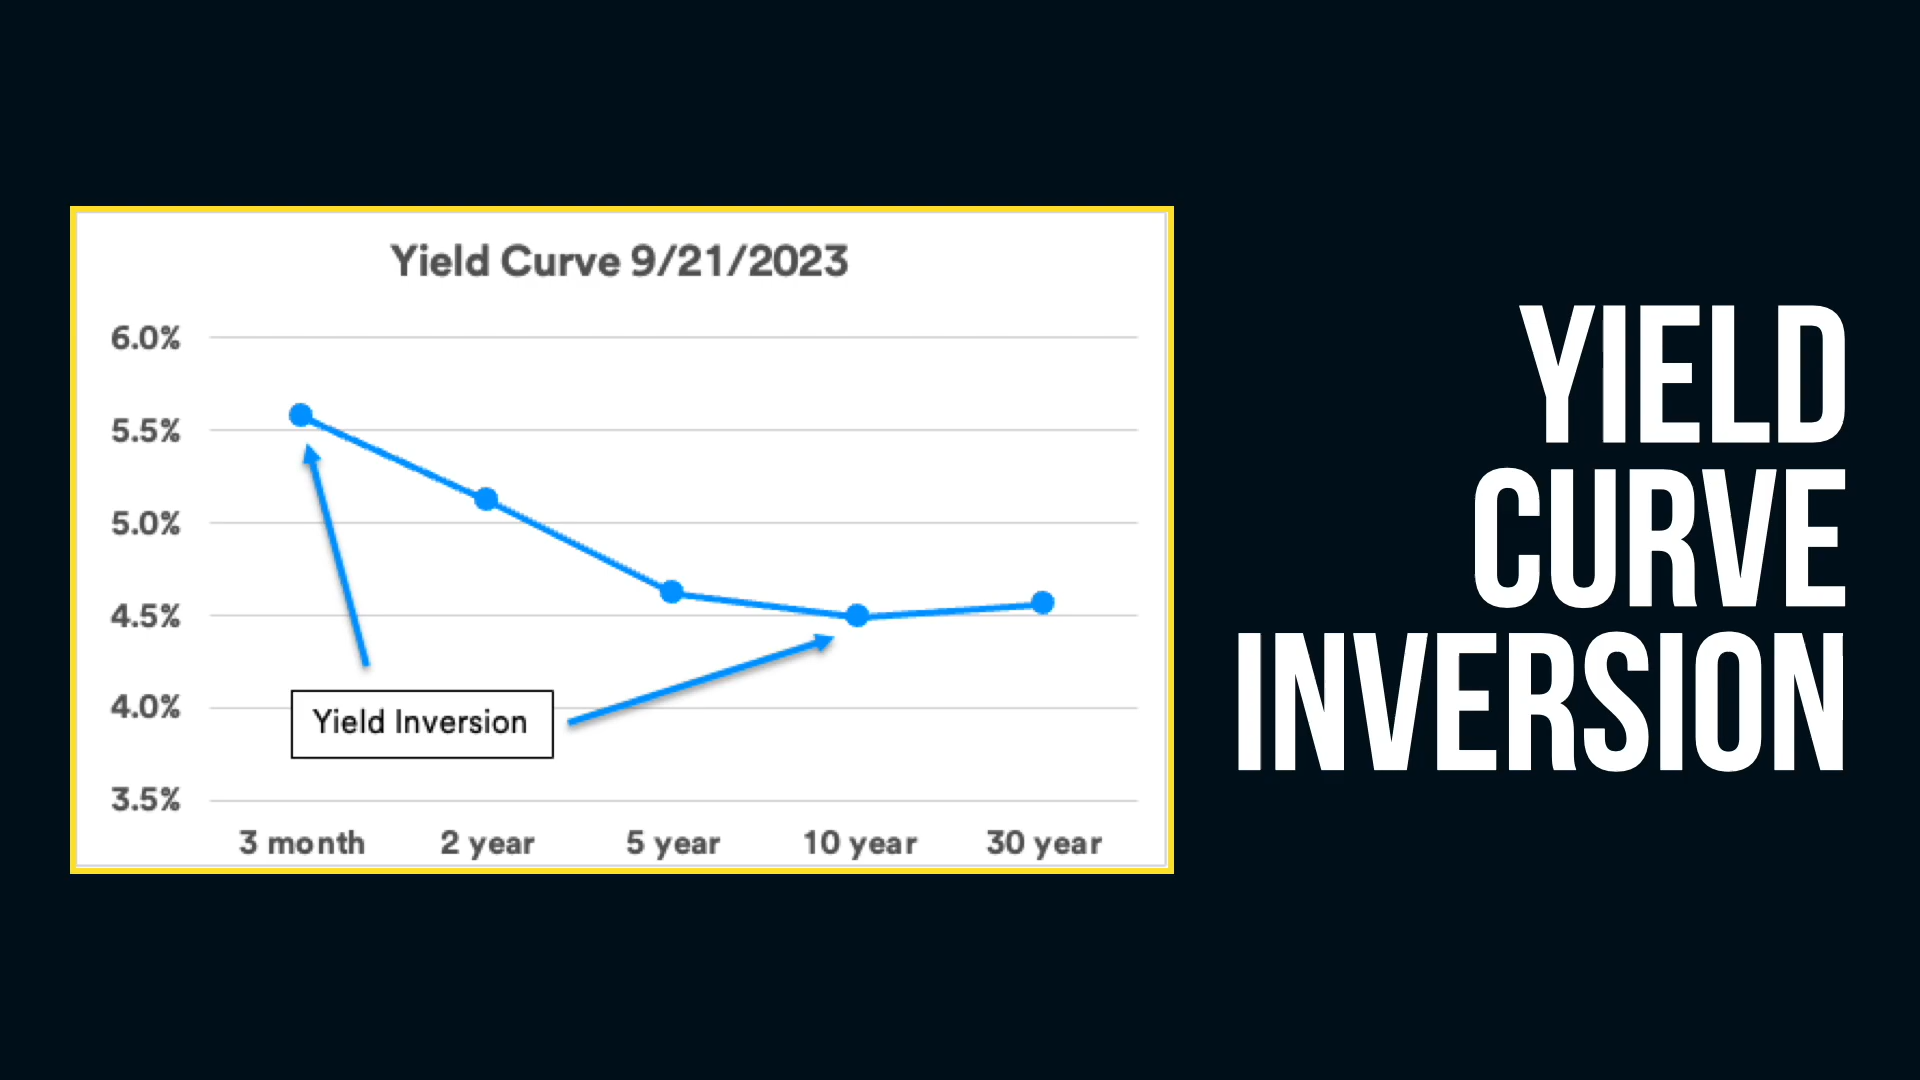 Yield Curve 9/21/2023
6.0%
5.5%
5.0%
4.5%
4.0%
3.5%
Yield Inversion
3 month
2 year
5 year
10 year
30 year
YIELD
CURVE
INVERSION